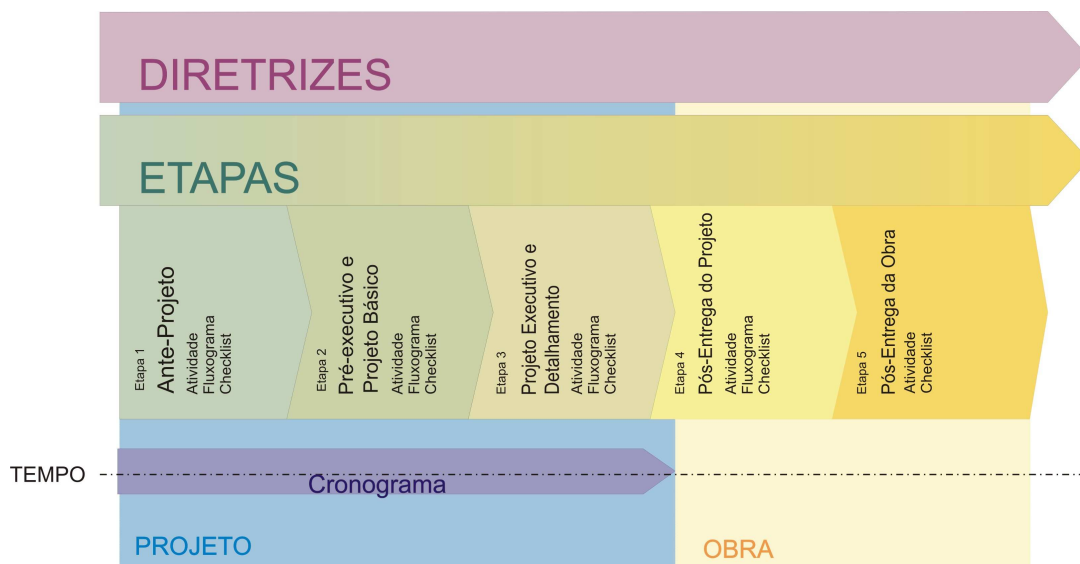 DIRETRIZES
ETAPAS
Etapa 1
Ante-Projeto
Atividade
Fluxograma
Checklist
Etapa 2
Pré-executivo e
Projeto Básico
Atividade
Fluxograma
Checklist
Etapa 3
Projeto Executivo e
Detalhamento
Atividade
Fluxograma
Checklist
Etapa 4
Pós-Entrega do Projeto
Atividade
Fluxograma
Checklist
Etapa 5
Pós-Entrega da Obra
Atividade
Checklist
TEMPO
Cronograma
PROJETO
OBRA